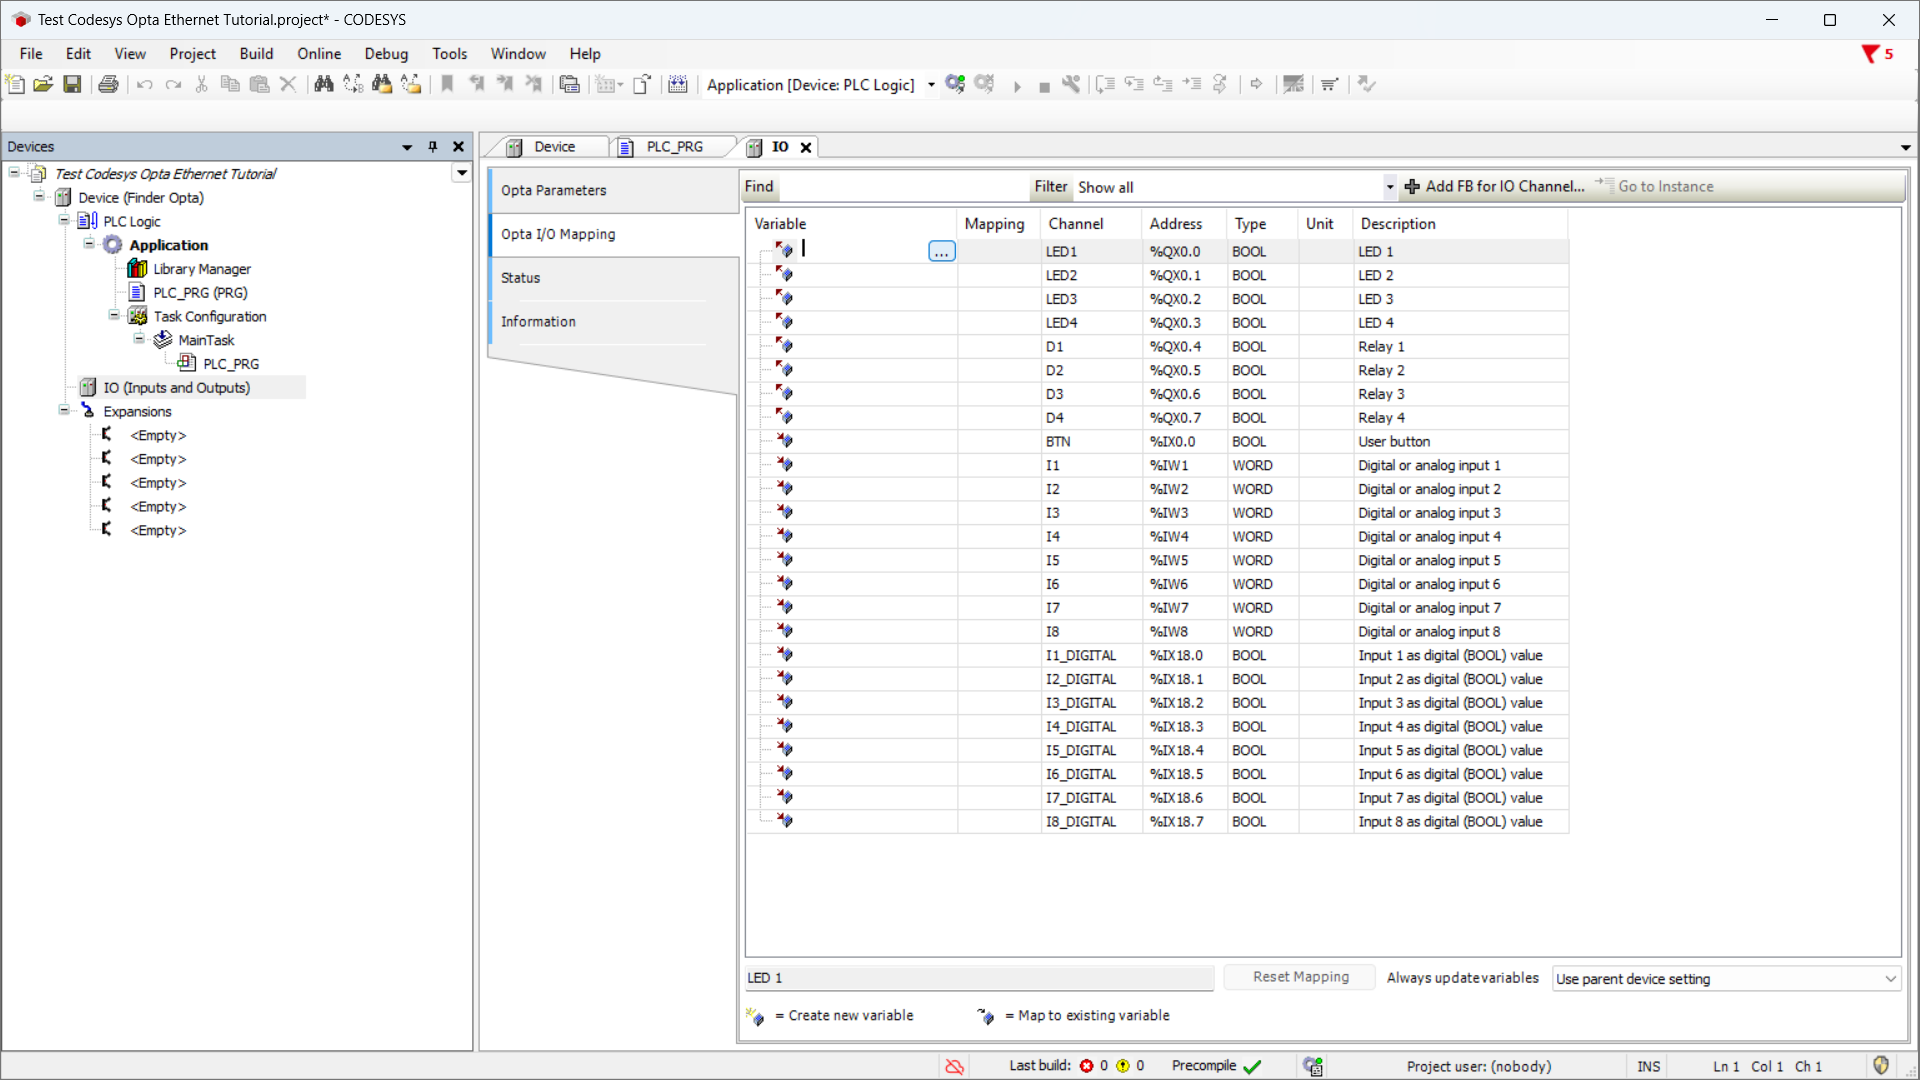 Test Codesys Opta Ethernet Tutorial.project* - CODESYS
File Edit View Project Build Online Debug Tools Window Help
5
Application [Device: PLC Logic]
Devices
Test Codesys Opta Ethernet Tutorial
Device (Finder Opta)
PLC Logic
Application
Library Manager
PLC_PRG (PRG)
Task Configuration
MainTask
PLC_PRG
IO (Inputs and Outputs)
Expansions
<Empty>
<Empty>
<Empty>
<Empty>
<Empty>
Device PLC_PRG IO
Opta Parameters
Opta I/O Mapping
Status
Information
Find Filter Show all Add FB for IO Channel... Go to Instance
Variable Mapping Channel Address Type Unit Description
... LED1 %QX0.0 BOOL LED 1
LED2 %QX0.1 BOOL LED 2
LED3 %QX0.2 BOOL LED 3
LED4 %QX0.3 BOOL LED 4
D1 %QX0.4 BOOL Relay 1
D2 %QX0.5 BOOL Relay 2
D3 %QX0.6 BOOL Relay 3
D4 %QX0.7 BOOL Relay 4
BTN %IX0.0 BOOL User button
I1 %IW1 WORD Digital or analog input 1
I2 %IW2 WORD Digital or analog input 2
I3 %IW3 WORD Digital or analog input 3
I4 %IW4 WORD Digital or analog input 4
I5 %IW5 WORD Digital or analog input 5
I6 %IW6 WORD Digital or analog input 6
I7 %IW7 WORD Digital or analog input 7
I8 %IW8 WORD Digital or analog input 8
I1_DIGITAL %IX18.0 BOOL Input 1 as digital (BOOL) value
I2_DIGITAL %IX18.1 BOOL Input 2 as digital (BOOL) value
I3_DIGITAL %IX18.2 BOOL Input 3 as digital (BOOL) value
I4_DIGITAL %IX18.3 BOOL Input 4 as digital (BOOL) value
I5_DIGITAL %IX18.4 BOOL Input 5 as digital (BOOL) value
I6_DIGITAL %IX18.5 BOOL Input 6 as digital (BOOL) value
I7_DIGITAL %IX18.6 BOOL Input 7 as digital (BOOL) value
I8_DIGITAL %IX18.7 BOOL Input 8 as digital (BOOL) value
LED 1 Reset Mapping Always update variables Use parent device setting
= Create new variable = Map to existing variable
Last build: 0 0 Precompile Project user: (nobody) INS Ln 1 Col 1 Ch 1